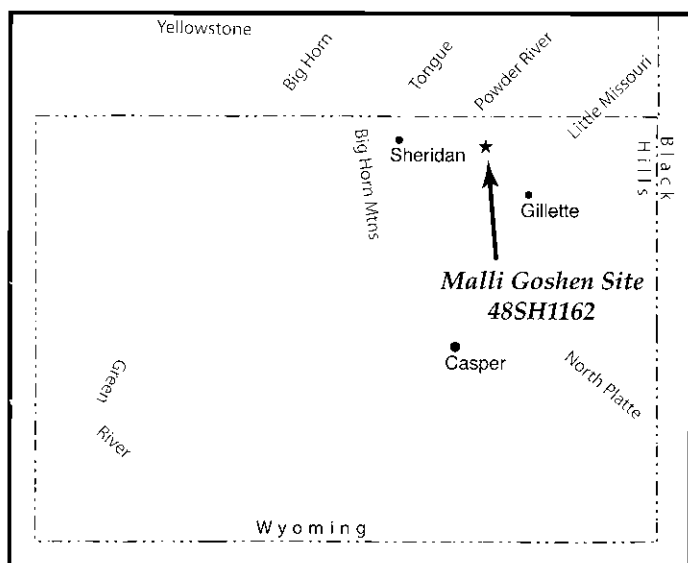 Yellowstone
Big Horn
Tongue
Powder River
Little Missouri
Big Horn Mtns
Sheridan
Black
Hills
Gillette
Malli Goshen Site
48SH1162
Casper
Green
River
North Platte
Wyoming